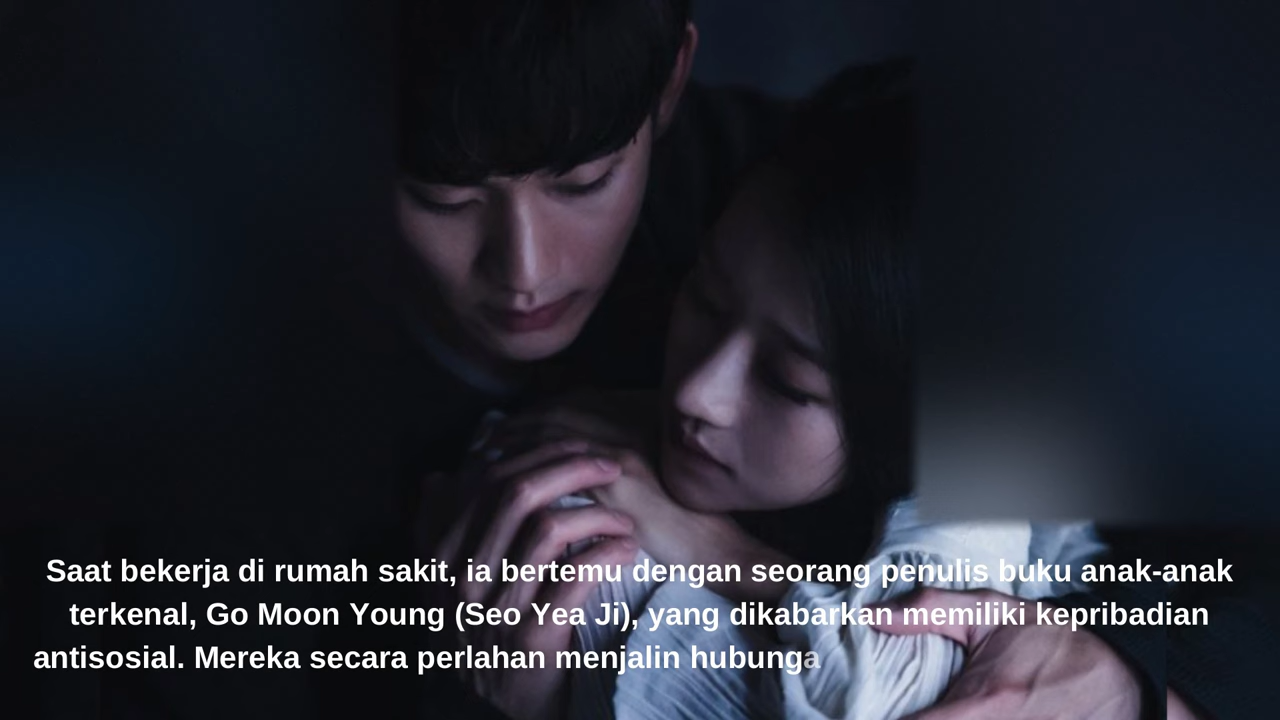 Saat bekerja di rumah sakit, ia bertemu dengan seorang penulis buku anak-anak
terkenal, Go Moon Young (Seo Yea Ji), yang dikabarkan memiliki kepribadian
antisosial. Mereka secara perlahan menjalin hubunga